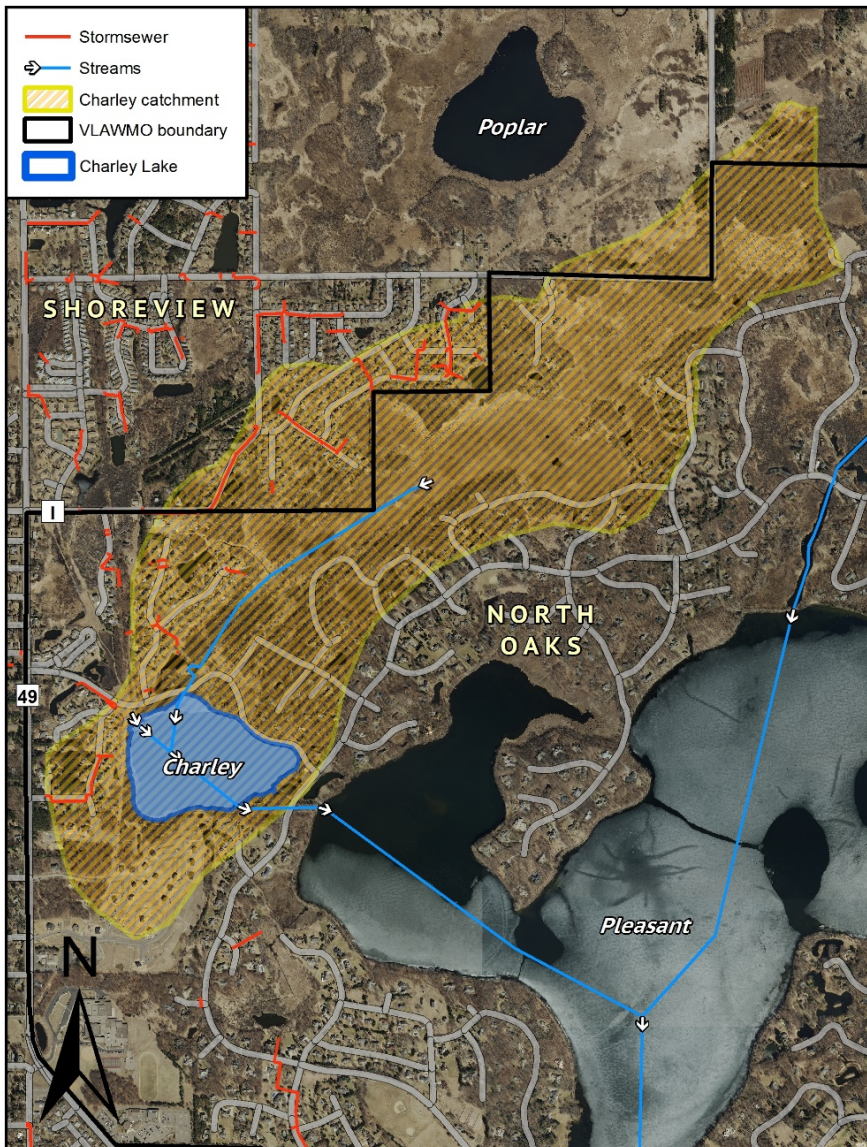 Stormsewer
Streams
Charley catchment
VLAWMO boundary
Charley Lake
Poplar
SHOREVIEW
I
NORTH
OAKS
49
Charley
Pleasant
N